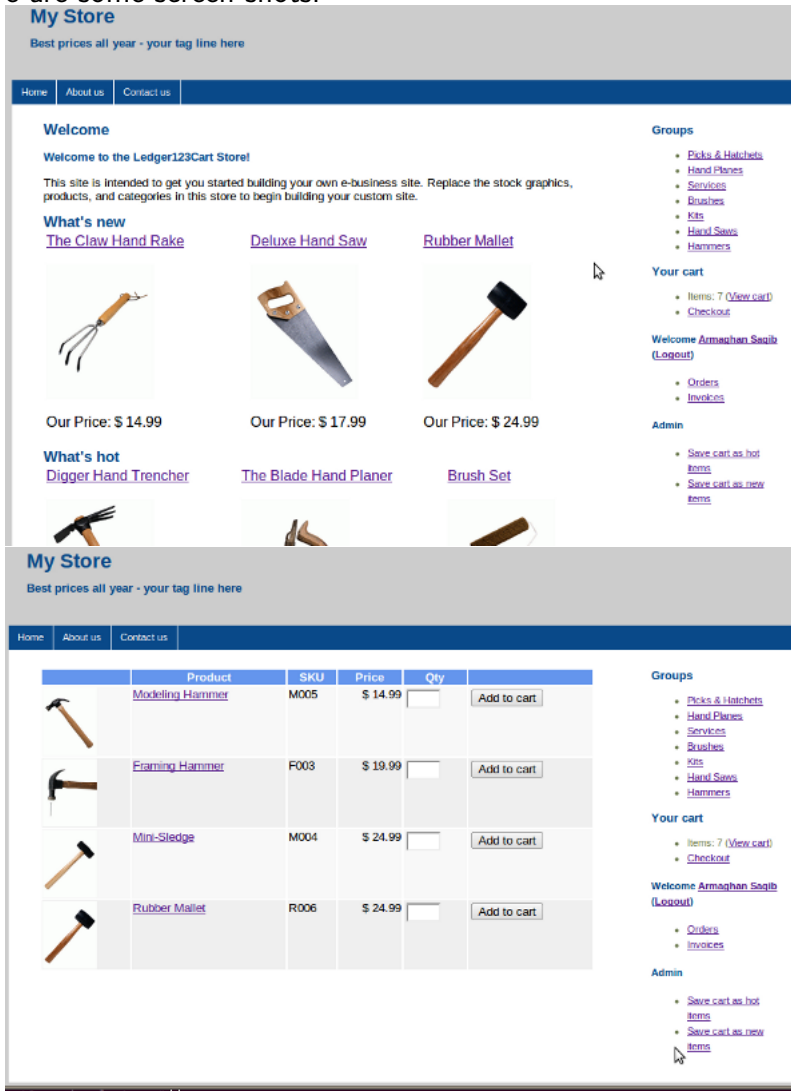 e are some screen shots.
My Store
Best prices all year - your tag line here
Home About us Contact us
Welcome
Welcome to the Ledger123Cart Store!
This site is intended to get you started building your own e-business site. Replace the stock graphics,
products, and categories in this store to begin building your custom site.
What's new
The Claw Hand Rake Deluxe Hand Saw Rubber Mallet
Our Price: $ 14.99 Our Price: $ 17.99 Our Price: $ 24.99
What's hot
Digger Hand Trencher The Blade Hand Planer Brush Set
Groups
Picks & Hatchets
Hand Planes
Services
Brushes
Kits
Hand Saws
Hammers
Your cart
Items: 7 (View cart)
Checkout
Welcome Armaghan Saqib
(Logout)
Orders
Invoices
Admin
Save cart as hot
items
Save cart as new
items
My Store
Best prices all year - your tag line here
Home About us Contact us
Product SKU Price Qty
Modeling Hammer M005 $ 14.99 Add to cart
Framing Hammer F003 $ 19.99 Add to cart
Mini-Sledge M004 $ 24.99 Add to cart
Rubber Mallet R006 $ 24.99 Add to cart
Groups
Picks & Hatchets
Hand Planes
Services
Brushes
Kits
Hand Saws
Hammers
Your cart
Items: 7 (View cart)
Checkout
Welcome Armaghan Saqib
(Logout)
Orders
Invoices
Admin
Save cart as hot
items
Save cart as new
items